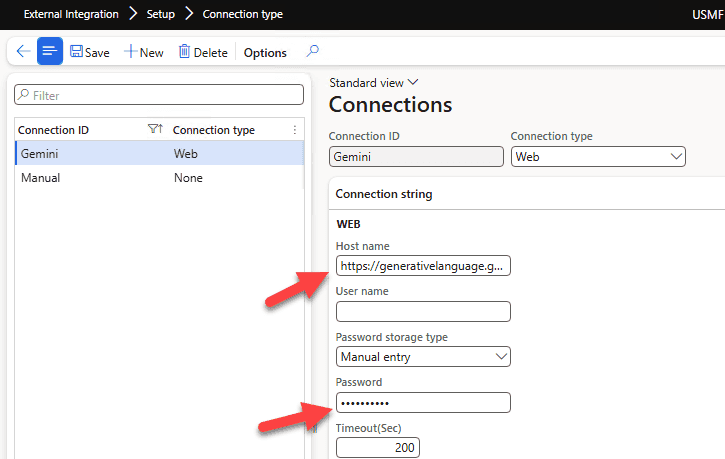 External Integration > Setup > Connection type USMF
Save New Delete Options
Filter
Connection ID Connection type
Gemini Web
Manual None
Standard view
Connections
Connection ID Connection type
Gemini Web
Connection string
WEB
Host name
https://generativelanguage.g...
User name
Password storage type
Manual entry
Password
••••••••••
Timeout(Sec)
200